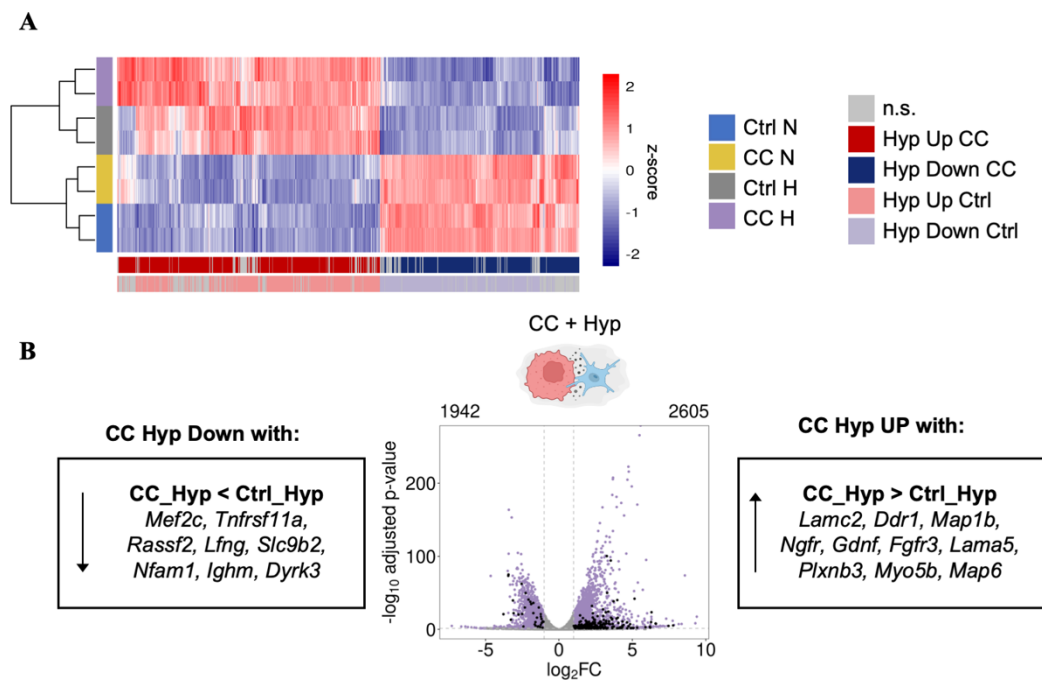 A
2
1
0
-1
-2
z-score
Ctrl N
CC N
Ctrl H
CC H
n.s.
Hyp Up CC
Hyp Down CC
Hyp Up Ctrl
Hyp Down Ctrl
B
CC + Hyp
1942
2605
CC Hyp Down with:
CC_Hyp < Ctrl_Hyp
Mef2c, Tnfrsf11a,
Rassf2, Lfng, Slc9b2,
Nfam1, Ighm, Dyrk3
-log10 adjusted p-value
200
100
0
-5
0
5
10
log2FC
CC Hyp UP with:
CC_Hyp > Ctrl_Hyp
Lamc2, Ddr1, Map1b,
Ngfr, Gdnf, Fgfr3, Lama5,
Plxnb3, Myo5b, Map6